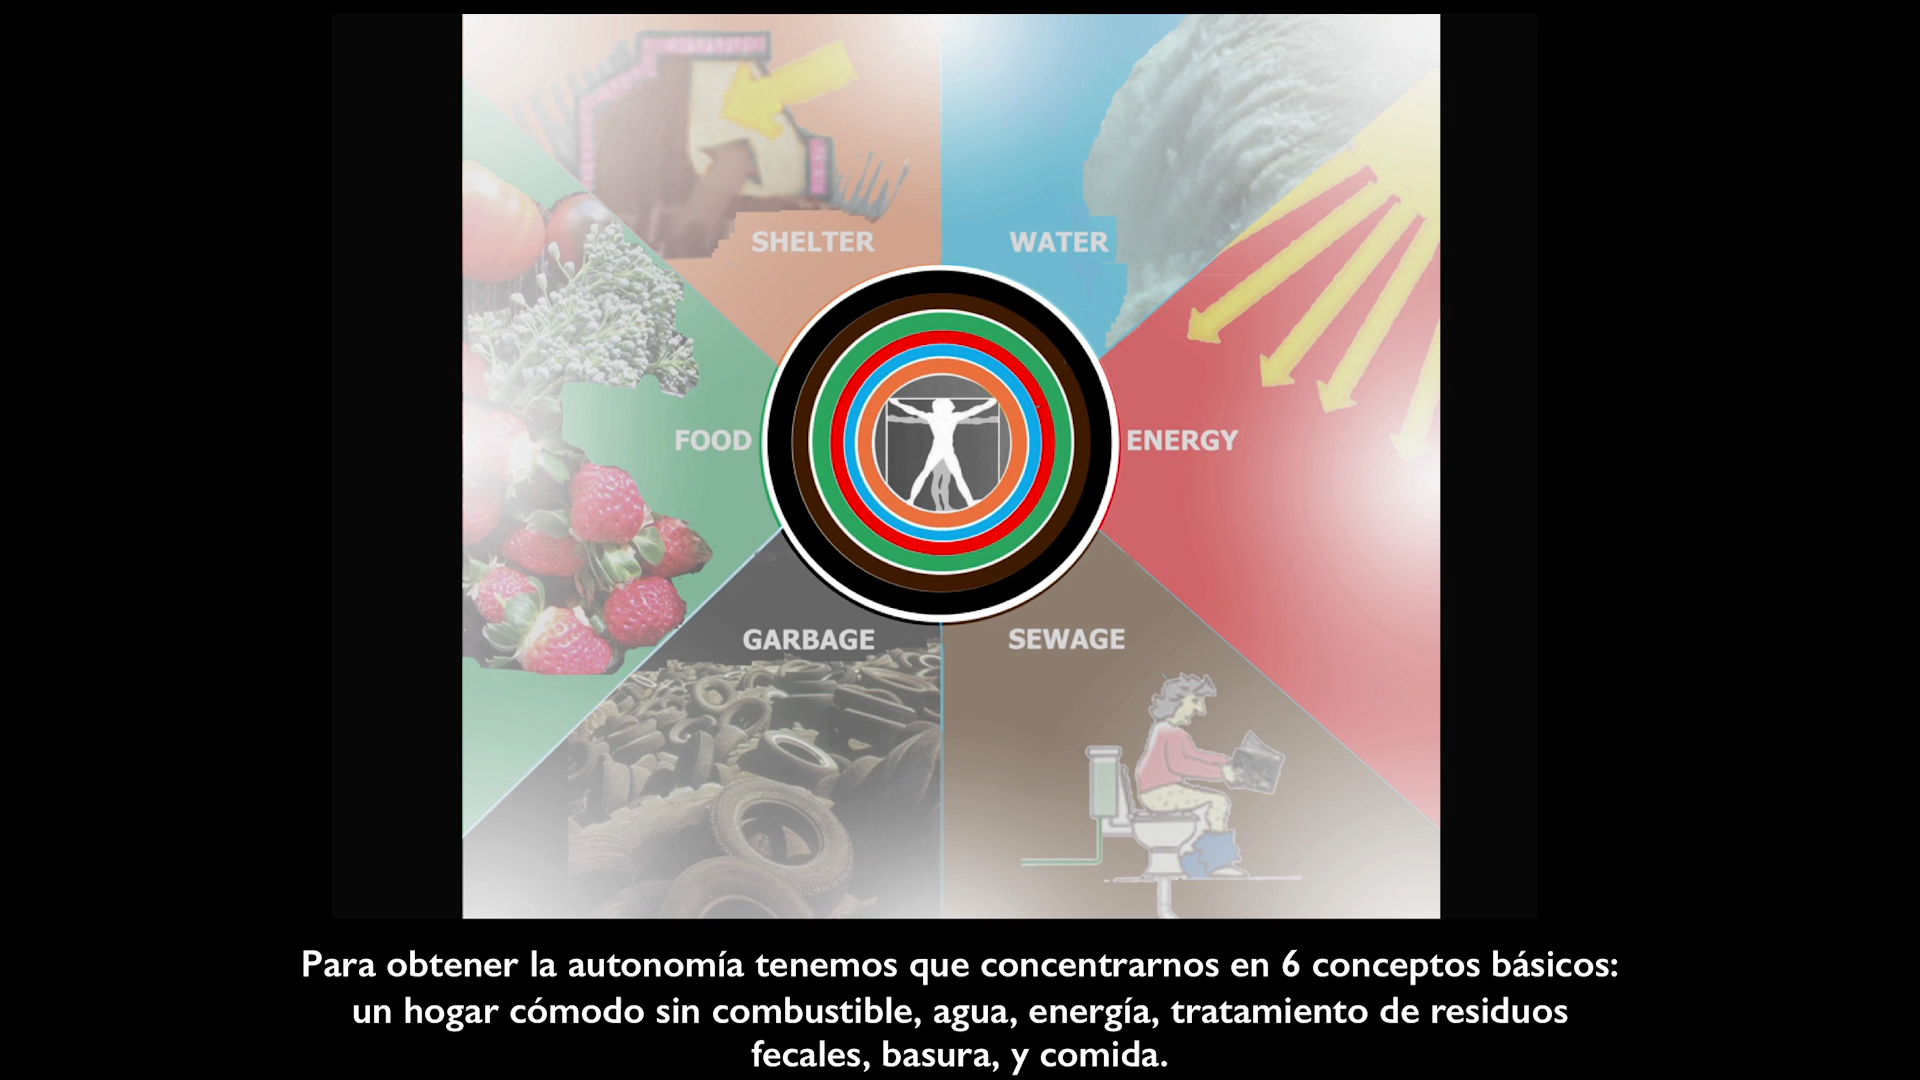 SHELTER
WATER
FOOD
ENERGY
GARBAGE
SEWAGE
Para obtener la autonomía tenemos que concentrarnos en 6 conceptos básicos:
un hogar cómodo sin combustible, agua, energía, tratamiento de residuos
fecales, basura, y comida.